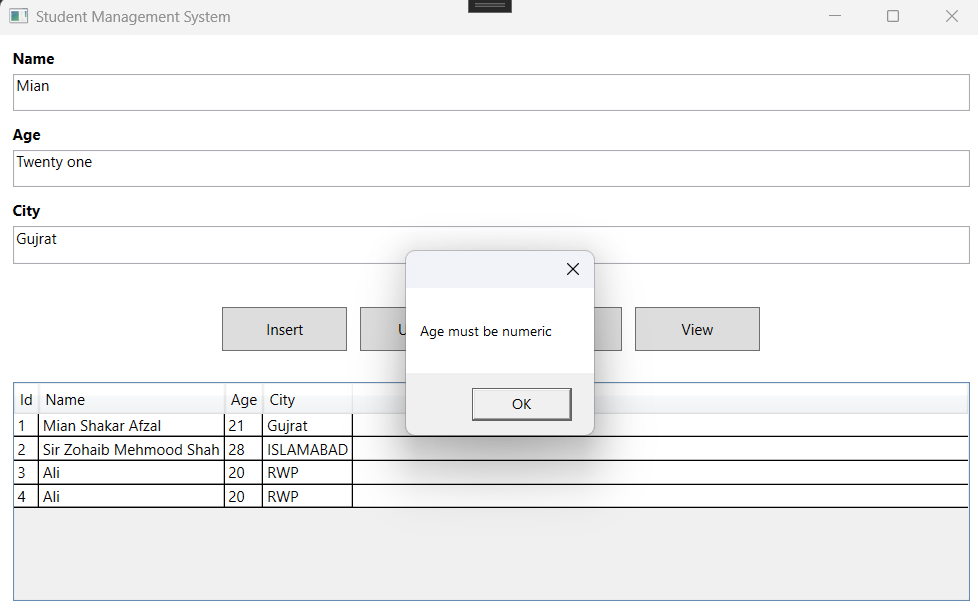 Student Management System
Name
Mian
Age
Twenty one
City
Gujrat
Insert
View
Age must be numeric
OK
Id Name Age City
1 Mian Shakar Afzal 21 Gujrat
2 Sir Zohaib Mehmood Shah 28 ISLAMABAD
3 Ali 20 RWP
4 Ali 20 RWP